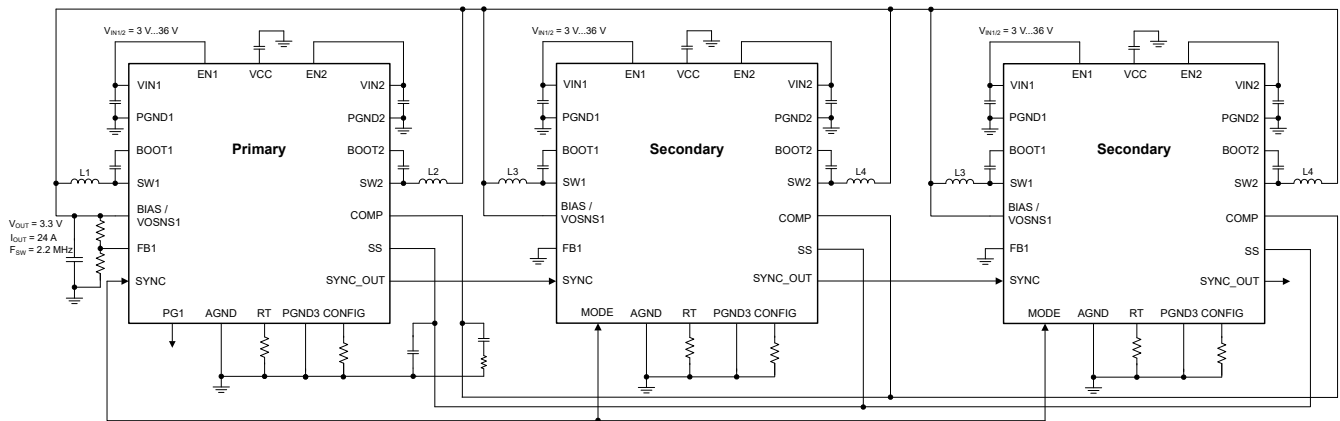 VIN1/2 = 3 V...36 V
EN1
VCC
EN2
VIN1
VIN2
PGND1
PGND2
Primary
BOOT1
BOOT2
L1
SW1
SW2
L2
BIAS /
VOSNS1
COMP
VOUT = 3.3 V
IOUT = 24 A
FSW = 2.2 MHz
FB1
SS
SYNC
SYNC_OUT
PG1
AGND
RT
PGND3
CONFIG
VIN1/2 = 3 V...36 V
EN1
VCC
EN2
VIN1
VIN2
PGND1
PGND2
Secondary
BOOT1
BOOT2
L3
SW1
SW2
L4
BIAS /
VOSNS1
COMP
FB1
SS
SYNC
SYNC_OUT
MODE
AGND
RT
PGND3
CONFIG
VIN1/2 = 3 V...36 V
EN1
VCC
EN2
VIN1
VIN2
PGND1
PGND2
Secondary
BOOT1
BOOT2
L3
SW1
SW2
L4
BIAS /
VOSNS1
COMP
FB1
SS
SYNC
SYNC_OUT
MODE
AGND
RT
PGND3
CONFIG